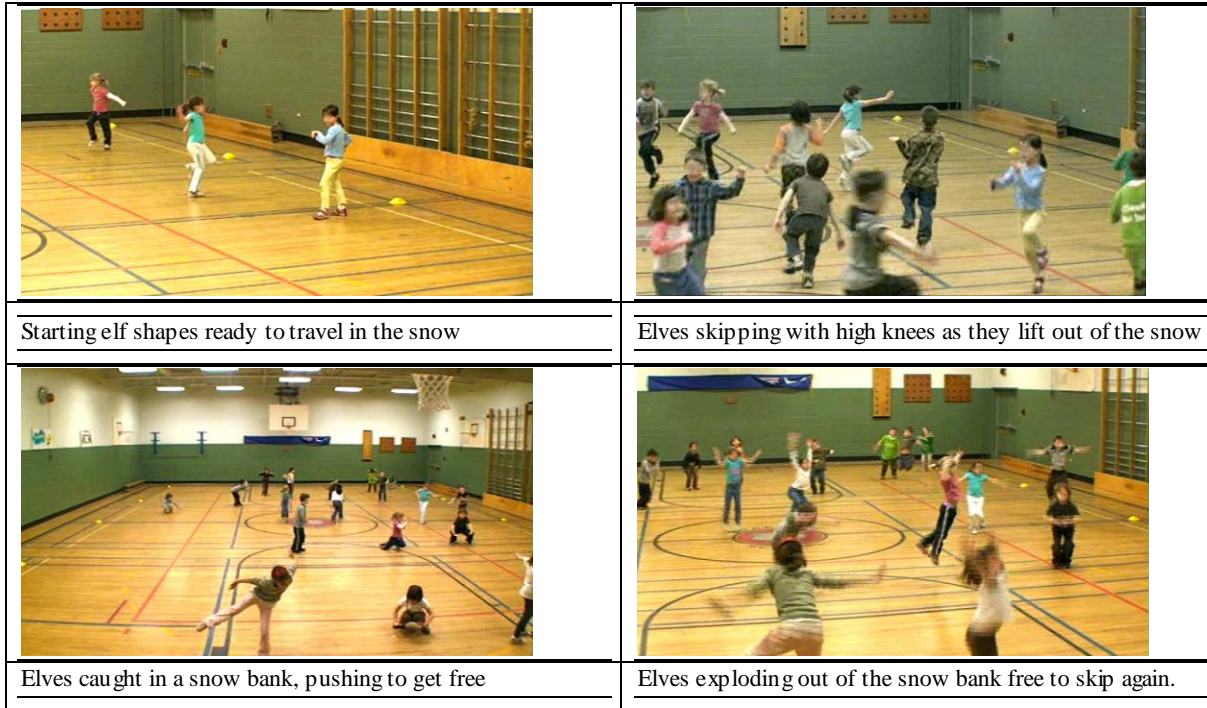 Starting elf shapes ready to travel in the snow
Elves skipping with high knees as they lift out of the snow
Elves caught in a snow bank, pushing to get free
Elves exploding out of the snow bank free to skip again.